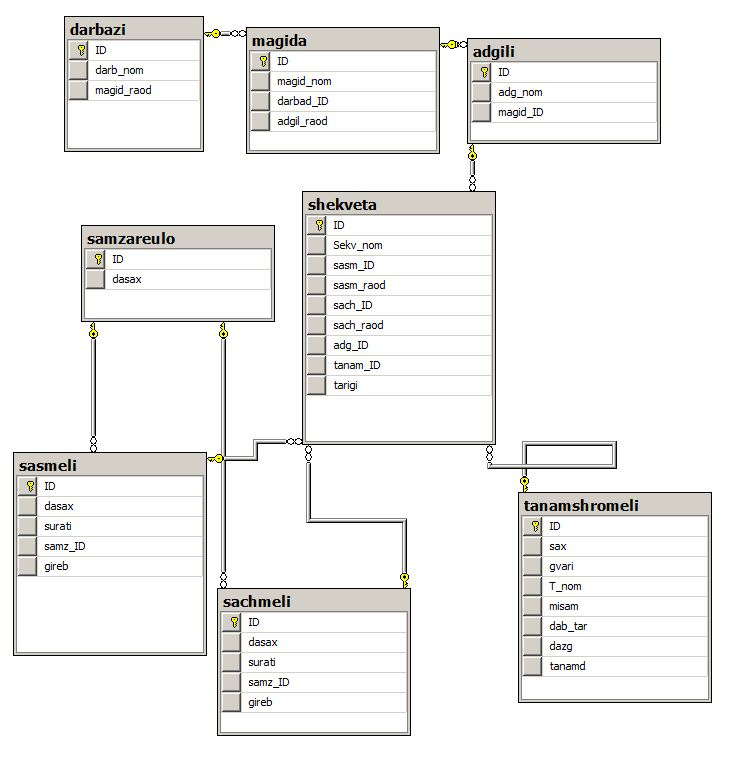 darbazi
ID
darb_nom
magid_raod
magida
ID
magid_nom
darbad_ID
adgil_raod
adgili
ID
adg_nom
magid_ID
shekveta
ID
Sekv_nom
sasm_ID
sasm_raod
sach_ID
sach_raod
adg_ID
tanam_ID
tarigi
samzareulo
ID
dasax
sasmeli
ID
dasax
surati
samz_ID
gireb
sachmeli
ID
dasax
surati
samz_ID
gireb
tanamshromeli
ID
sax
gvari
T_nom
misam
dab_tar
dazg
tanamd